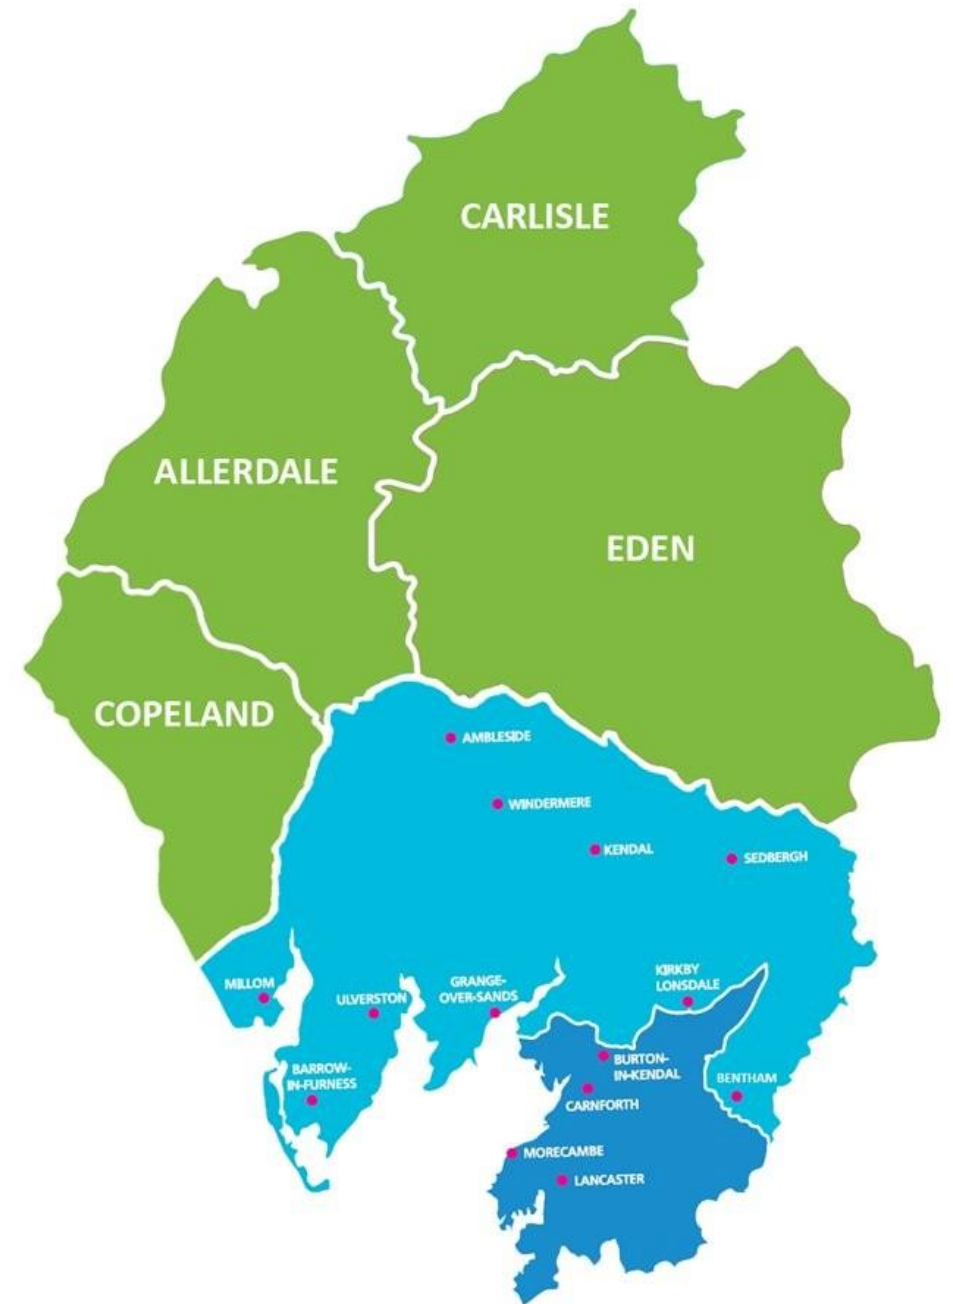 CARLISLE
ALLERDALE
EDEN
COPELAND
AMBLESIDE
WINDERMERE
KENDAL
SEDBERGH
MILLOM
ULVERSTON
GRANGE-
OVER-SANDS
KIRKBY
LONSDALE
BARROW-
IN-FURNESS
BURTON-
IN-KENDAL
BENTHAM
CARNFORTH
MORECAMBE
LANCASTER